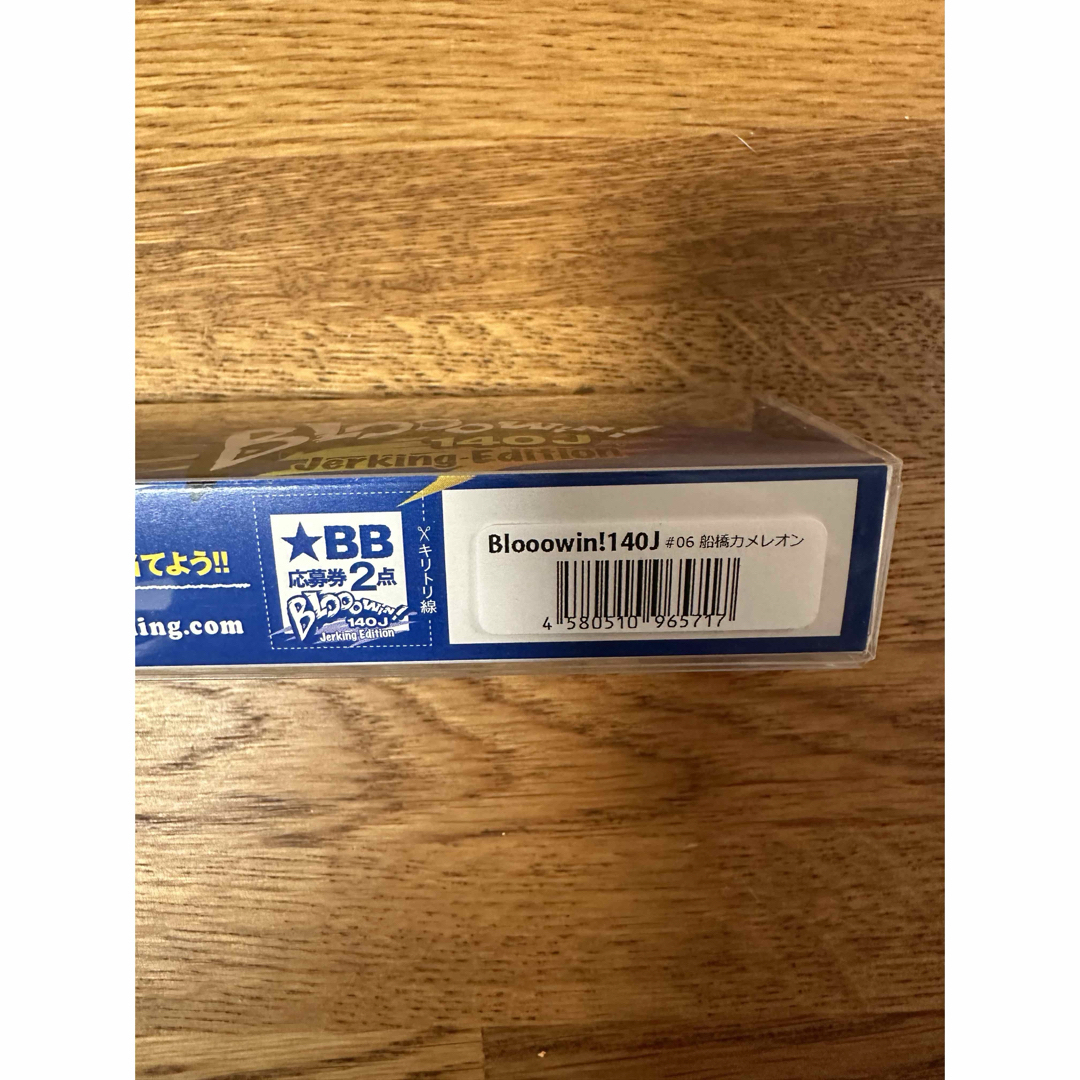 BLOOOWIN!
140J
Jerking Edition
てよう!!
ing.com
★BB
応募券2点
BLOOOWIN!
140J
Jerking Edition
キリトリ線
Blooowin!140J #06 船橋カメレオン
4 580510 965717